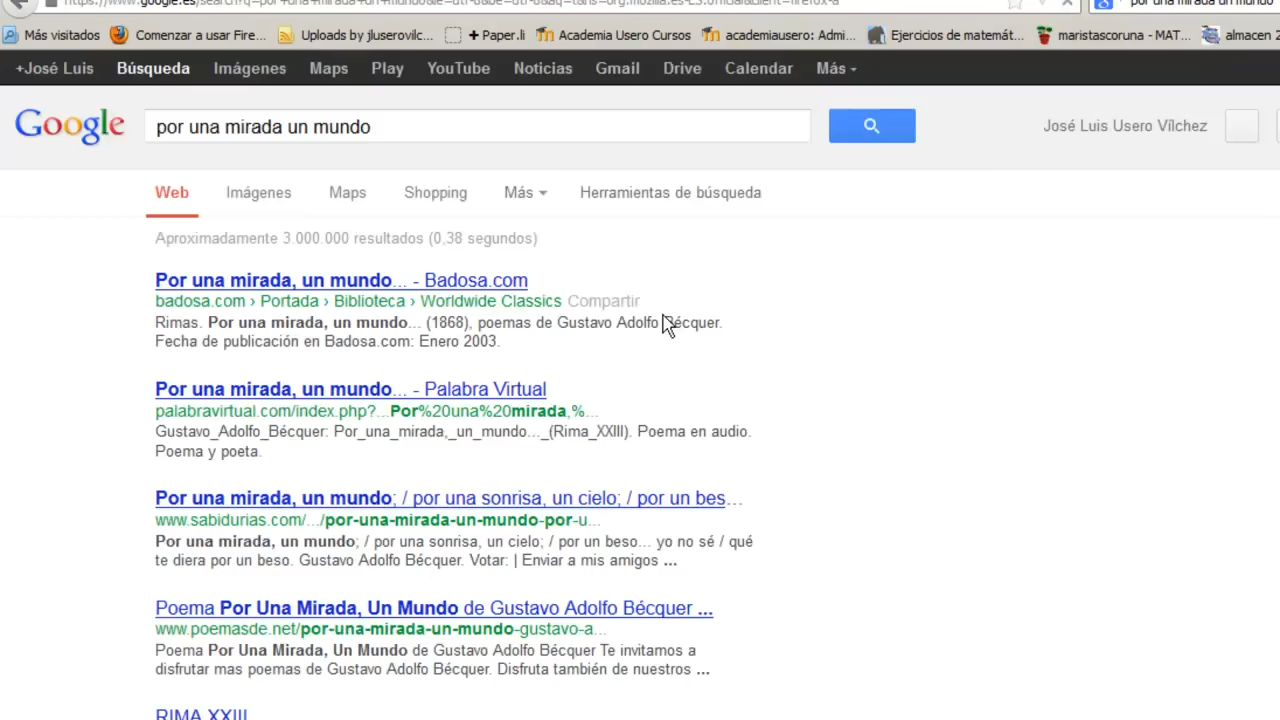 Más visitados Comenzar a usar Fire... Uploads by jluserovilc... + Paper.li Academia Usero Cursos academiausero: Admi... Ejercicios de matemát... maristascoruna - MAT... almacen 2
+José Luis Búsqueda Imágenes Maps Play YouTube Noticias Gmail Drive Calendar Más
Google por una mirada un mundo José Luis Usero Vílchez
Web Imágenes Maps Shopping Más Herramientas de búsqueda
Aproximadamente 3.000.000 resultados (0,38 segundos)
Por una mirada, un mundo... - Badosa.com
badosa.com › Portada › Biblioteca › Worldwide Classics Compartir
Rimas. Por una mirada, un mundo... (1868), poemas de Gustavo Adolfo Bécquer.
Fecha de publicación en Badosa.com: Enero 2003.
Por una mirada, un mundo... - Palabra Virtual
palabravirtual.com/index.php?...Por%20una%20mirada,%...
Gustavo_Adolfo_Bécquer: Por_una_mirada,_un_mundo..._(Rima_XXIII). Poema en audio.
Poema y poeta.
Por una mirada, un mundo; / por una sonrisa, un cielo; / por un bes...
www.sabidurias.com/.../por-una-mirada-un-mundo-por-u...
Por una mirada, un mundo; / por una sonrisa, un cielo; / por un beso... yo no sé / qué
te diera por un beso. Gustavo Adolfo Bécquer. Votar: | Enviar a mis amigos ...
Poema Por Una Mirada, Un Mundo de Gustavo Adolfo Bécquer ...
www.poemasde.net/por-una-mirada-un-mundo-gustavo-a...
Poema Por Una Mirada, Un Mundo de Gustavo Adolfo Bécquer Te invitamos a
disfrutar mas poemas de Gustavo Adolfo Bécquer. Disfruta también de nuestros ...
RIMA XXIII